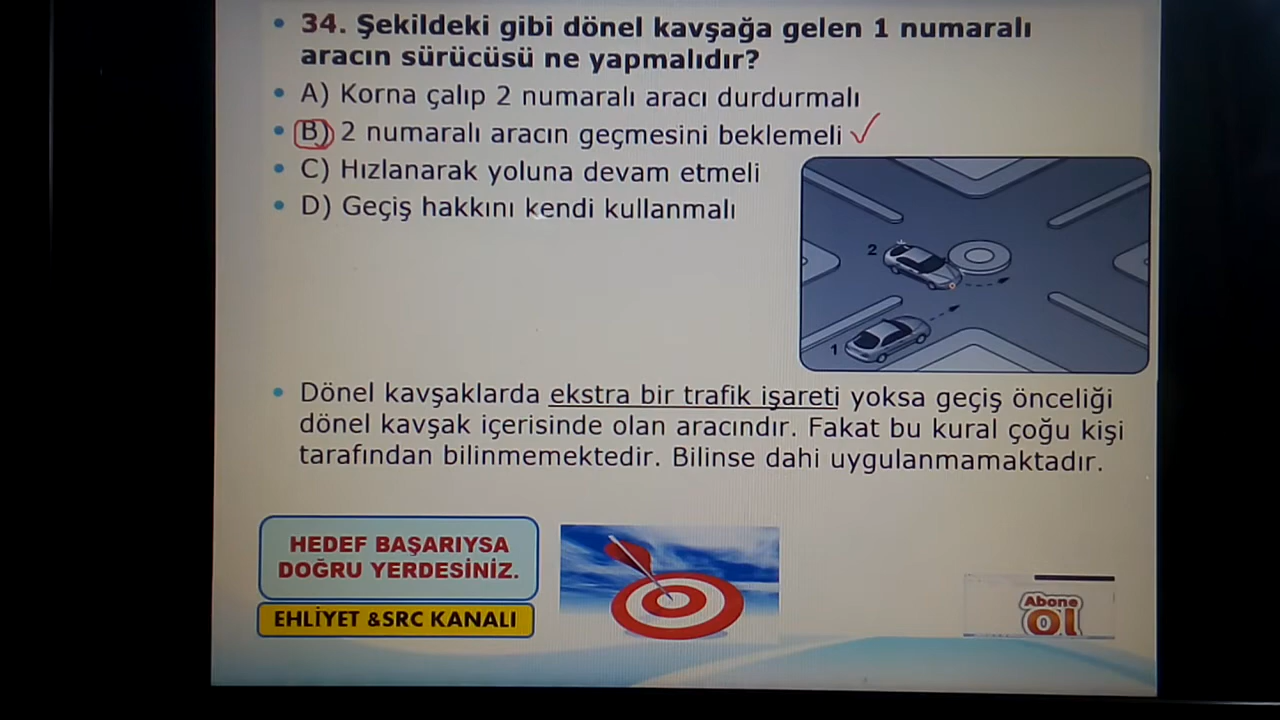 34. Şekildeki gibi dönel kavşağa gelen 1 numaralı
aracın sürücüsü ne yapmalıdır?
A) Korna çalıp 2 numaralı aracı durdurmalı
B) 2 numaralı aracın geçmesini beklemeli
C) Hızlanarak yoluna devam etmeli
D) Geçiş hakkını kendi kullanmalı
2
1
Dönel kavşaklarda ekstra bir trafik işareti yoksa geçiş önceliği
dönel kavşak içerisinde olan aracındır. Fakat bu kural çoğu kişi
tarafından bilinmemektedir. Bilinse dahi uygulanmamaktadır.
HEDEF BAŞARIYSA
DOĞRU YERDESİNİZ.
EHLİYET &SRC KANALI
Abone
Ol